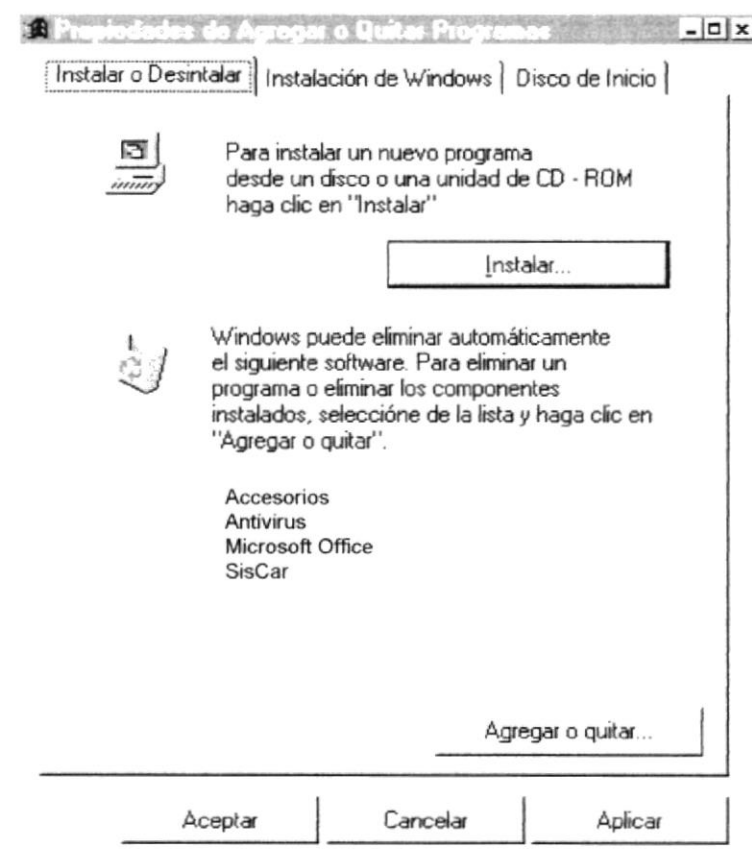 Propiedades de Agregar o Quitar Programas
Instalar o Desintalar Instalación de Windows Disco de Inicio
Para instalar un nuevo programa
desde un disco o una unidad de CD - ROM
haga clic en "Instalar"
Instalar...
Windows puede eliminar automáticamente
el siguiente software. Para eliminar un
programa o eliminar los componentes
instalados, seleccióne de la lista y haga clic en
"Agregar o quitar".
Accesorios
Antivirus
Microsoft Office
SisCar
Agregar o quitar...
Aceptar Cancelar Aplicar